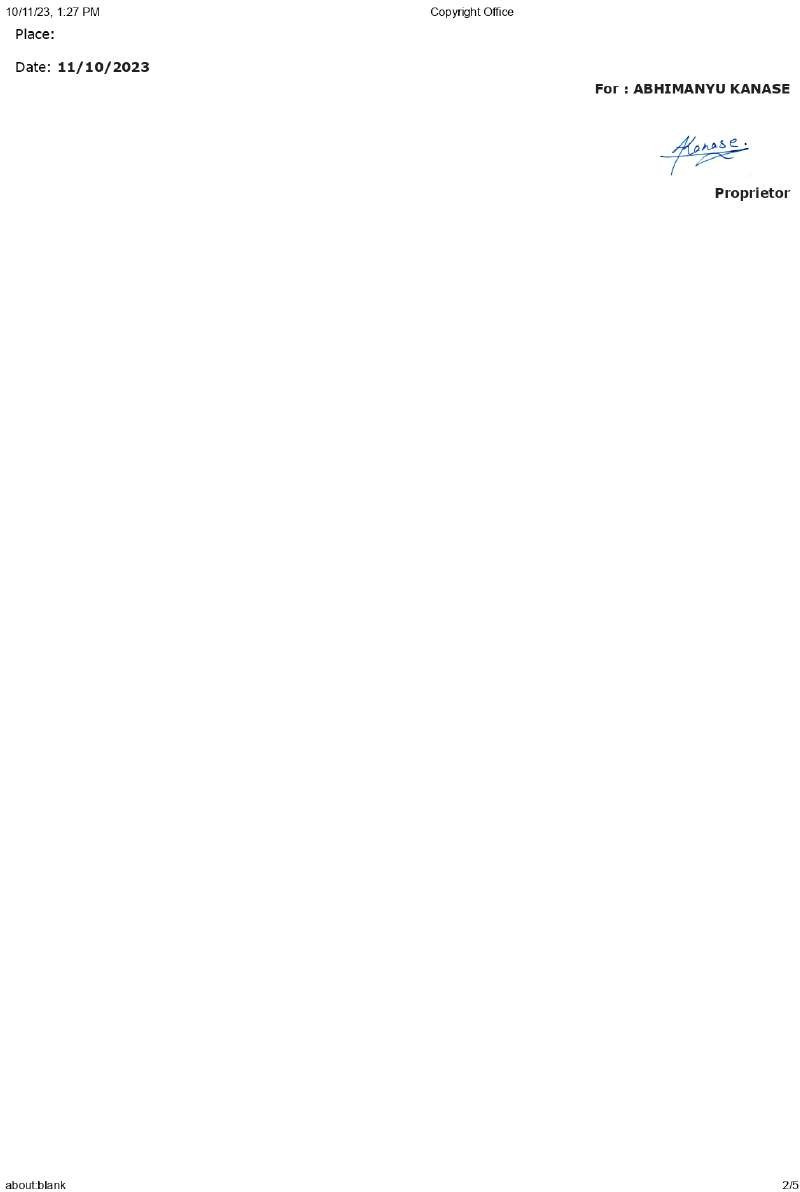 10/11/23, 1:27 PM Copyright Office
Place:
Date: 11/10/2023
For : ABHIMANYU KANASE
AKanase.
Proprietor
about:blank 2/5